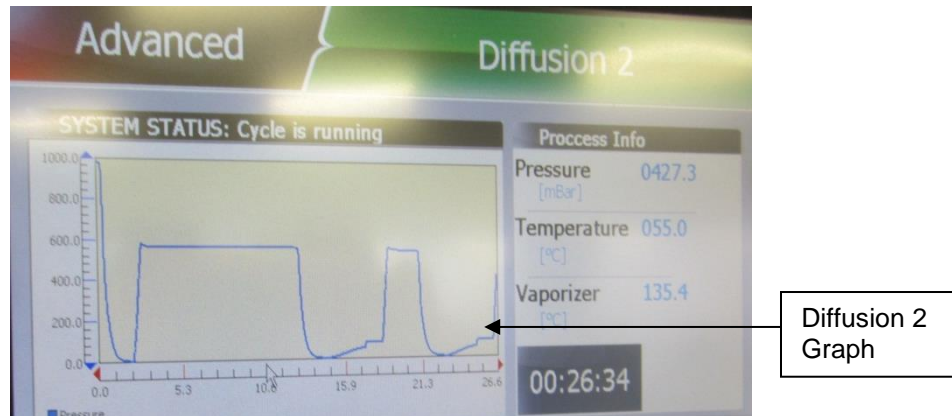 Advanced
Diffusion 2
SYSTEM STATUS: Cycle is running
1000.0
800.0
600.0
400.0
200.0
0.0
0.0 5.3 10.6 15.9 21.3 26.6
Pressure
Proccess Info
Pressure 0427.3
[mBar]
Temperature 055.0
[ºC]
Vaporizer 135.4
[ºC]
00:26:34
Diffusion 2
Graph